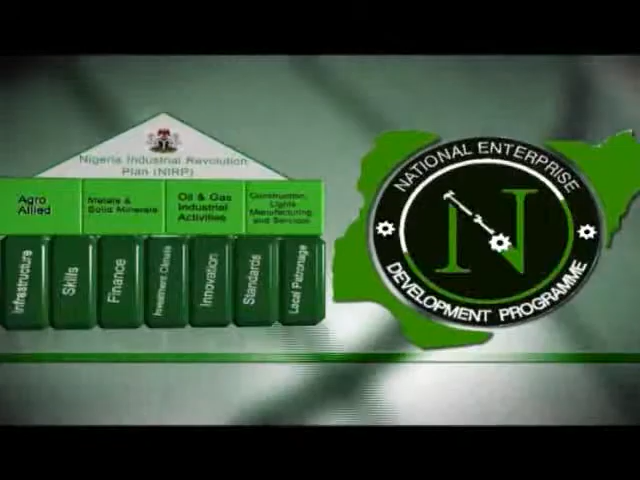 Nigeria Industrial Revolution
Plan (NIRP)
Agro
Allied
Metals &
Solid Minerals
Oil & Gas
Industrial
Activities
Construction,
Light
Manufacturing
and Services
Infrastructure
Skills
Finance
Investment Climate
Innovation
Standards
Local Patronage
NATIONAL ENTERPRISE
N
DEVELOPMENT PROGRAMME